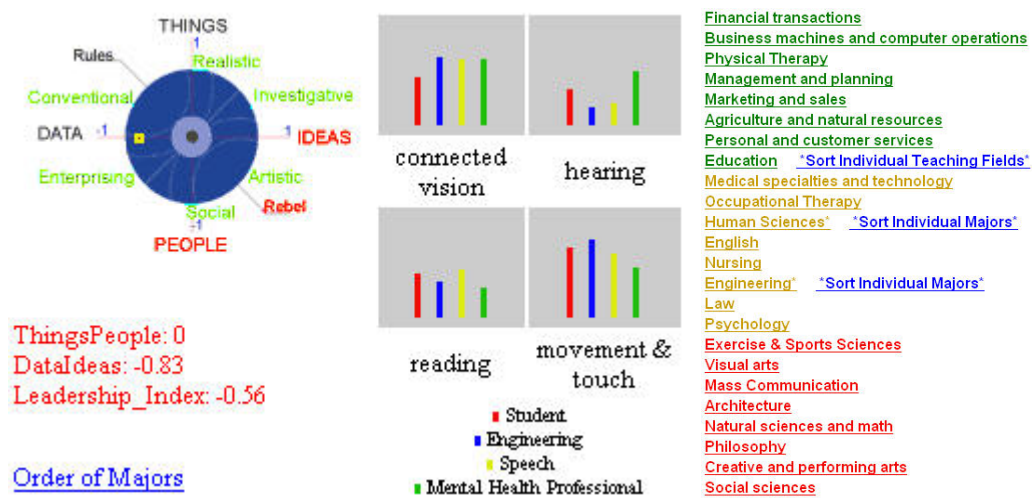 THINGS
1
Rules
Realistic
Conventional
Investigative
DATA -1
1 IDEAS
Enterprising
Artistic
Social
Rebel
-1
PEOPLE
ThingsPeople: 0
DataIdeas: -0.83
Leadership_Index: -0.56
Order of Majors
connected
vision
hearing
reading
movement &
touch
Student
Engineering
Speech
Mental Health Professional
Financial transactions
Business machines and computer operations
Physical Therapy
Management and planning
Marketing and sales
Agriculture and natural resources
Personal and customer services
Education *Sort Individual Teaching Fields*
Medical specialties and technology
Occupational Therapy
Human Sciences* *Sort Individual Majors*
English
Nursing
Engineering* *Sort Individual Majors*
Law
Psychology
Exercise & Sports Sciences
Visual arts
Mass Communication
Architecture
Natural sciences and math
Philosophy
Creative and performing arts
Social sciences